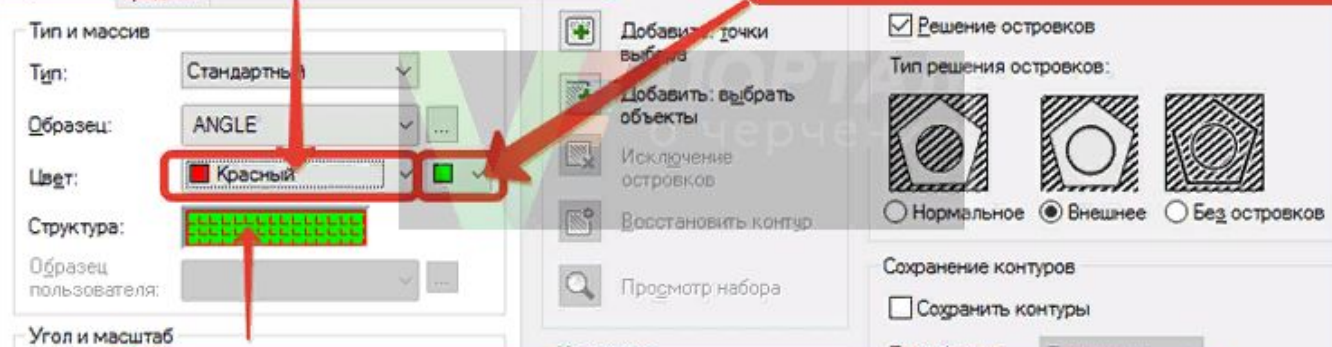 Тип и массив
Тип:
Стандартный
Образец:
ANGLE
...
Цвет:
Красный
Структура:
Образец
пользователя:
...
Угол и масштаб
Добавить: точки
выбора
Добавить: выбрать
объекты
Исключение
островков
Восстановить контур
Просмотр набора
Решение островков
Тип решения островков:
Нормальное
Внешнее
Без островков
Сохранение контуров
Сохранить контуры
ПОРТАЛ
о черче